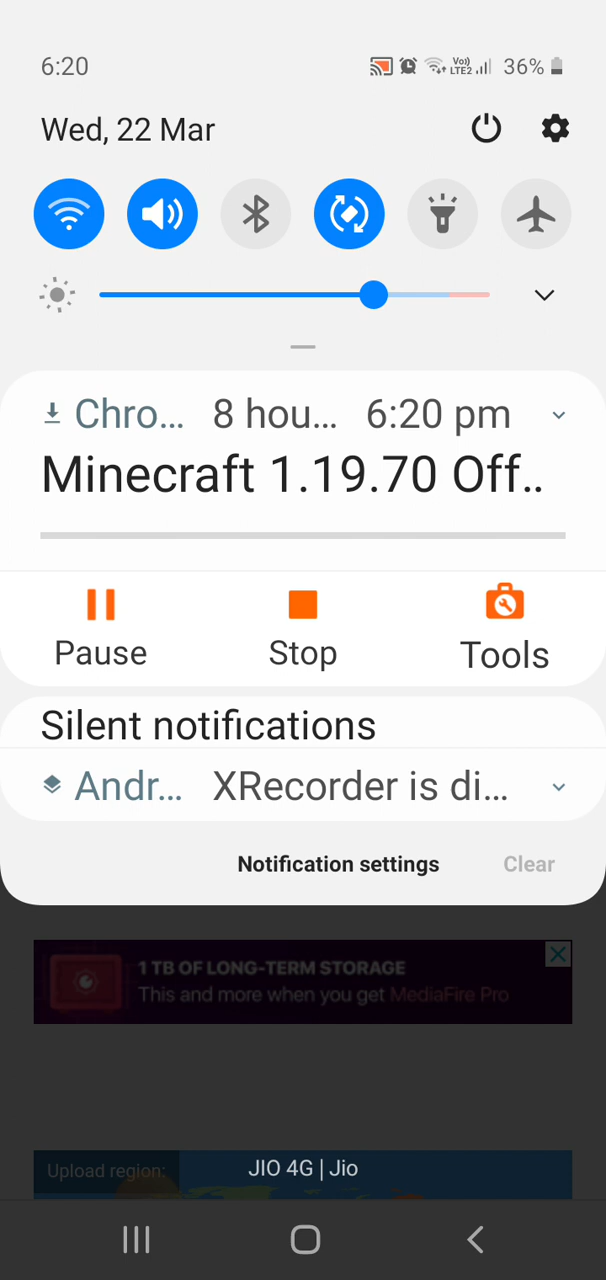 6:20 Vo)) LTE2 36%
Wed, 22 Mar
Chro... 8 hou... 6:20 pm
Minecraft 1.19.70 Off..
Pause Stop Tools
Silent notifications
Andr... XRecorder is di...
Notification settings Clear
1 TB OF LONG-TERM STORAGE
This and more when you get MediaFire Pro
Upload region: JIO 4G | Jio